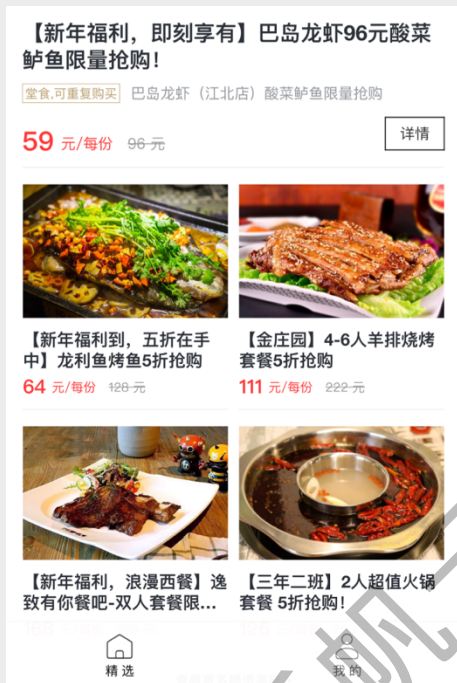 【新年福利，即刻享有】巴岛龙虾96元酸菜
鲈鱼限量抢购！
堂食,可重复购买 巴岛龙虾（江北店）酸菜鲈鱼限量抢购
59 元/每份 96 元
详情
【新年福利到，五折在手
中】龙利鱼烤鱼5折抢购
64 元/每份 128 元
【金庄园】4-6人羊排烧烤
套餐5折抢购
111 元/每份 222 元
【新年福利，浪漫西餐】逸
致有你餐吧-双人套餐限...
【三年二班】2人超值火锅
套餐 5折抢购！
精选
我的
帆